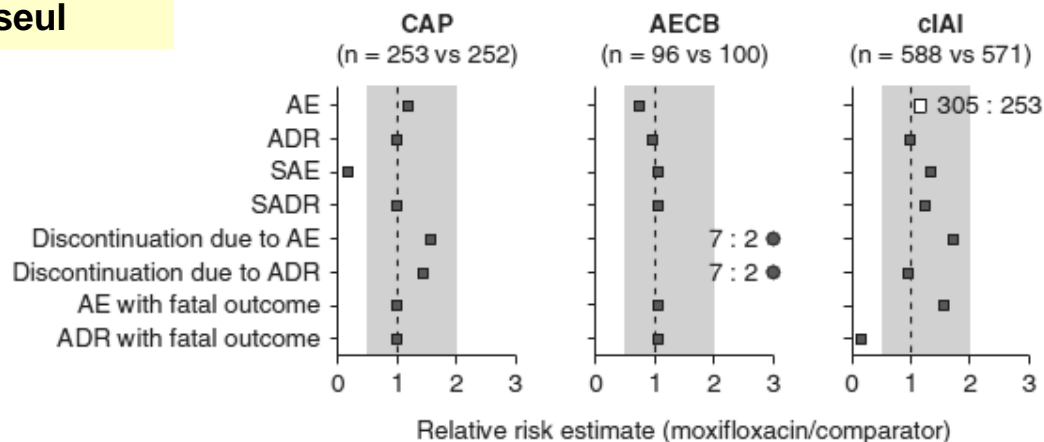 seul
CAP AECB cIAI
(n = 253 vs 252) (n = 96 vs 100) (n = 588 vs 571)
AE 305 : 253
ADR
SAE
SADR
Discontinuation due to AE 7 : 2
Discontinuation due to ADR 7 : 2
AE with fatal outcome
ADR with fatal outcome
0 1 2 3 0 1 2 3 0 1 2 3
Relative risk estimate (moxifloxacin/comparator)